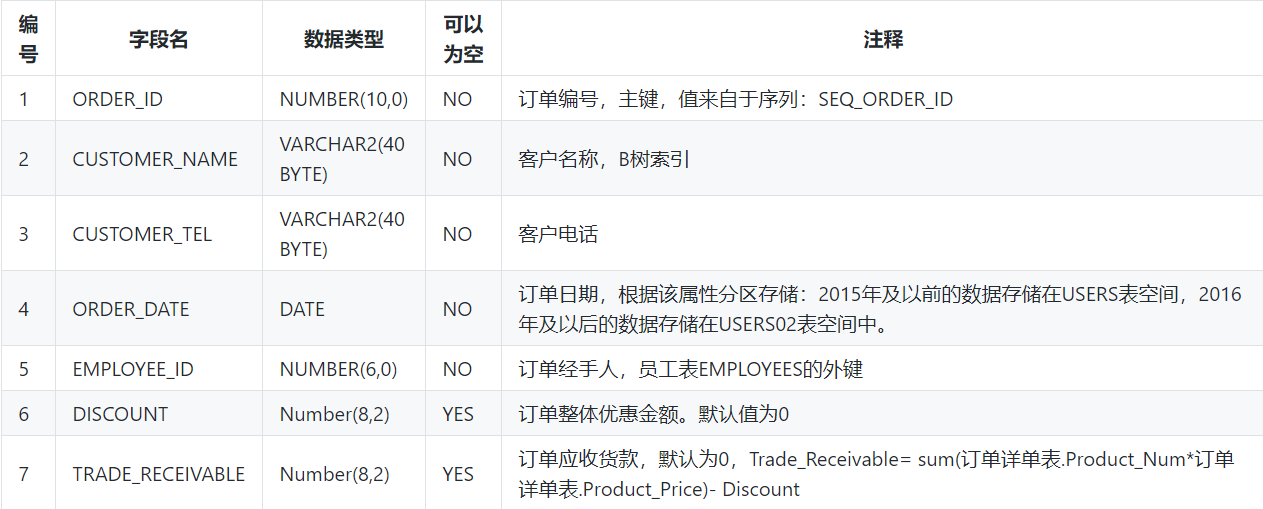 编号 字段名 数据类型 可以为空 注释
1 ORDER_ID NUMBER(10,0) NO 订单编号，主键，值来自于序列：SEQ_ORDER_ID
2 CUSTOMER_NAME VARCHAR2(40 BYTE) NO 客户名称，B树索引
3 CUSTOMER_TEL VARCHAR2(40 BYTE) NO 客户电话
4 ORDER_DATE DATE NO 订单日期，根据该属性分区存储：2015年及以前的数据存储在USERS表空间，2016年及以后的数据存储在USERS02表空间中。
5 EMPLOYEE_ID NUMBER(6,0) NO 订单经手人，员工表EMPLOYEES的外键
6 DISCOUNT Number(8,2) YES 订单整体优惠金额。默认值为0
7 TRADE_RECEIVABLE Number(8,2) YES 订单应收货款，默认为0，Trade_Receivable= sum(订单详单表.Product_Num*订单详单表.Product_Price)- Discount